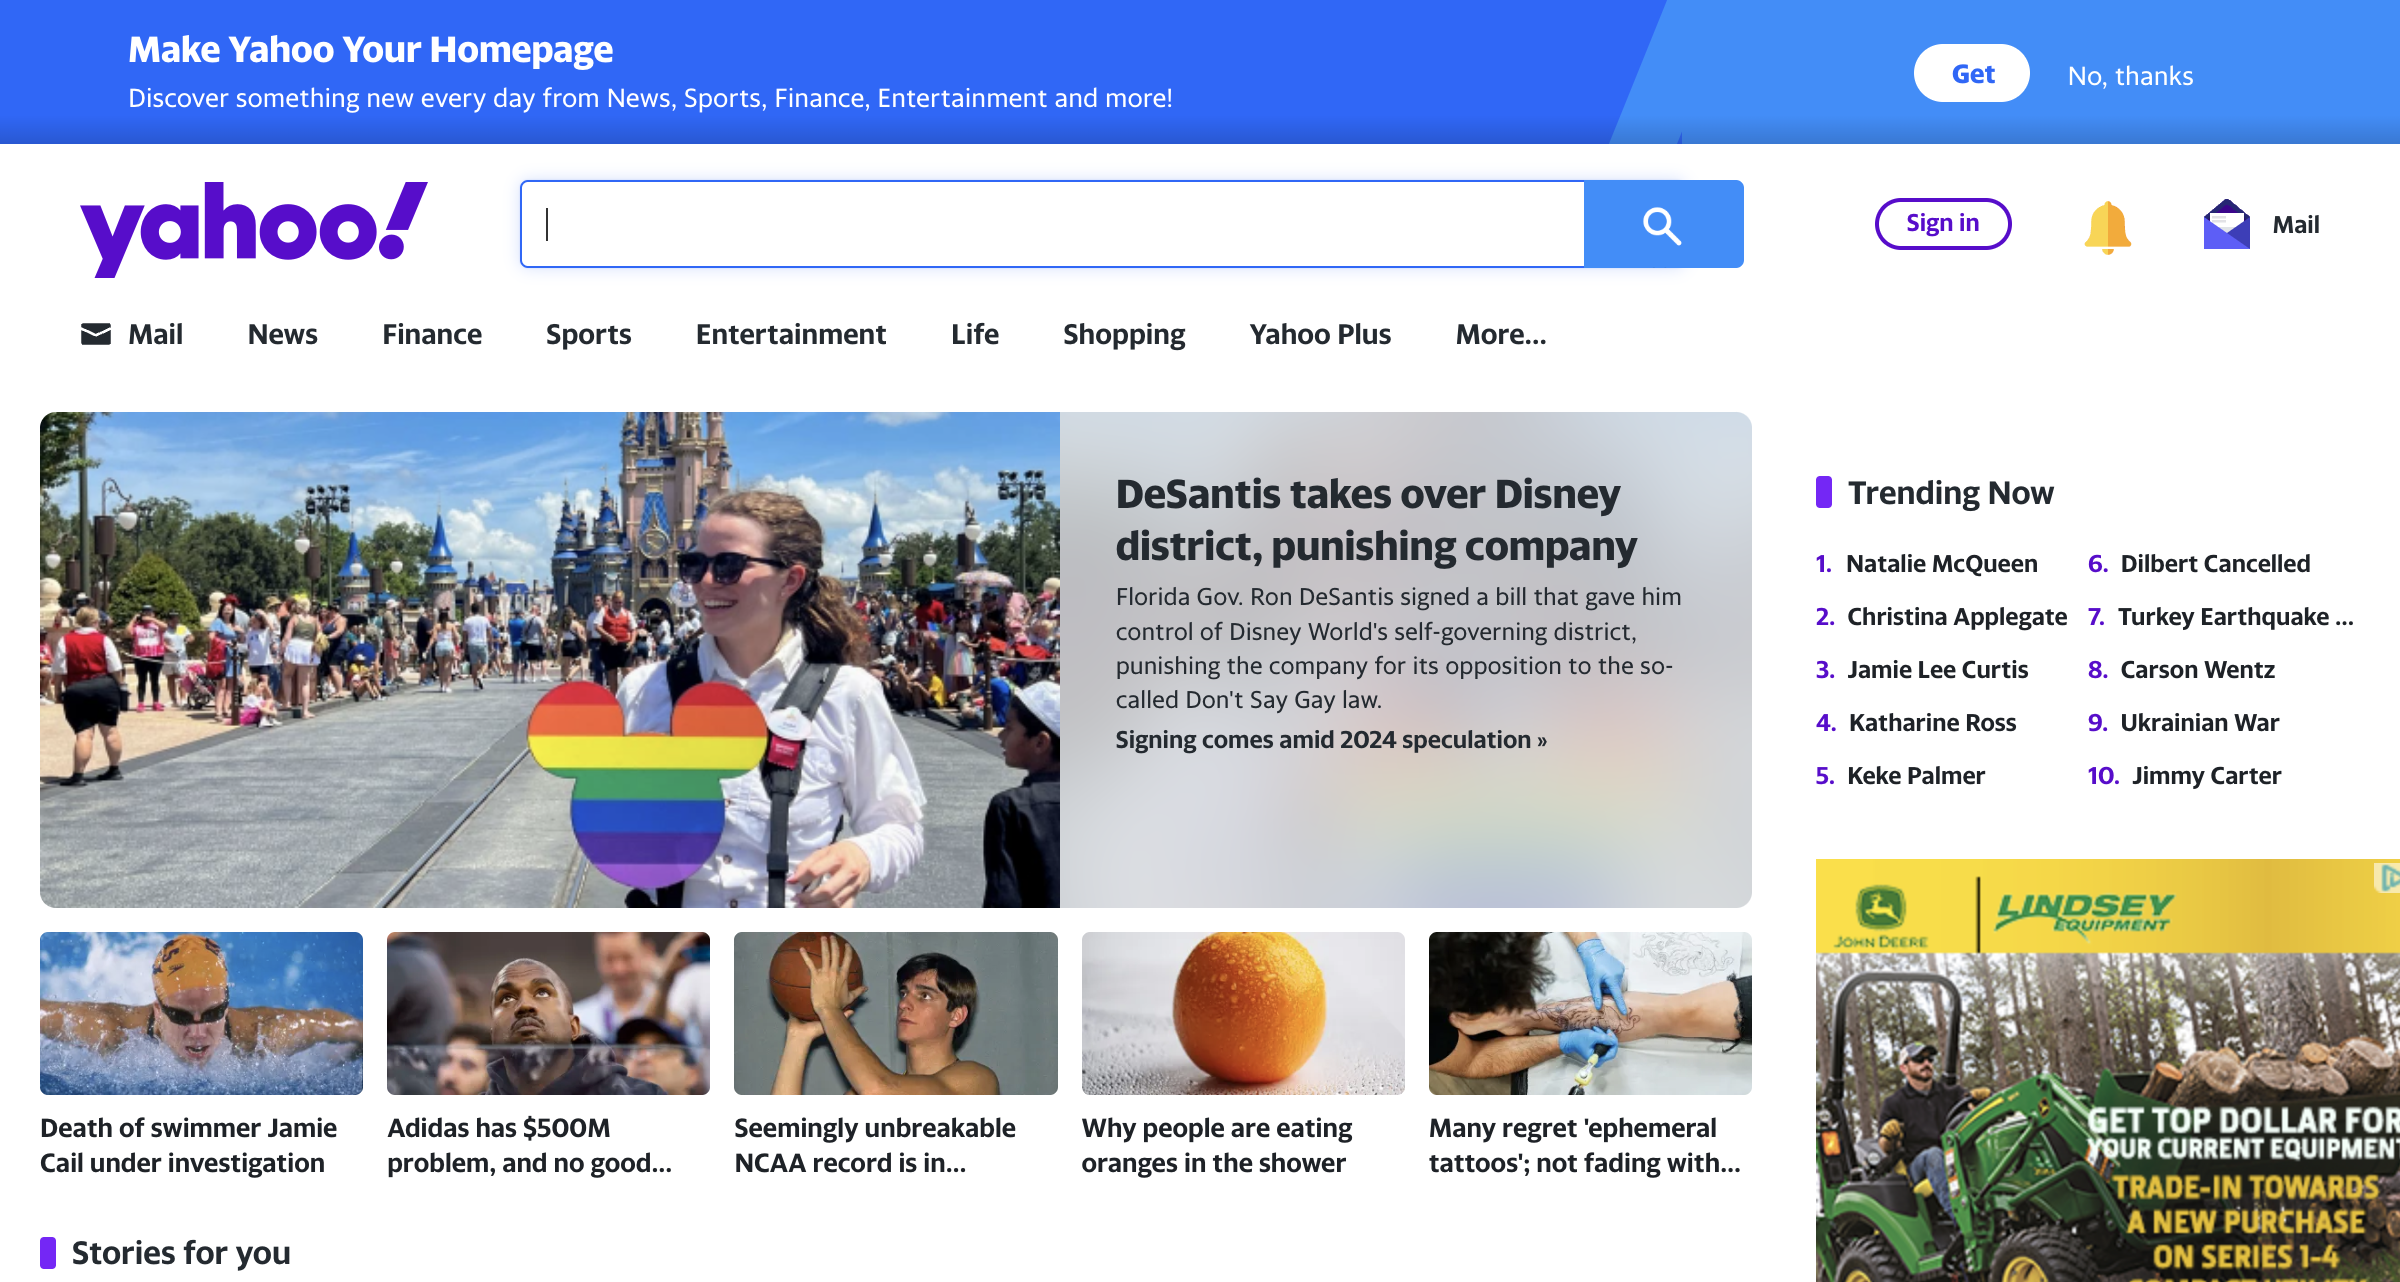 Make Yahoo Your Homepage
Discover something new every day from News, Sports, Finance, Entertainment and more!
Get
No, thanks
yahoo!
Sign in
Mail
Mail
News
Finance
Sports
Entertainment
Life
Shopping
Yahoo Plus
More...
DeSantis takes over Disney
district, punishing company
Florida Gov. Ron DeSantis signed a bill that gave him
control of Disney World's self-governing district,
punishing the company for its opposition to the so-
called Don't Say Gay law.
Signing comes amid 2024 speculation »
Death of swimmer Jamie
Cail under investigation
Adidas has $500M
problem, and no good...
Seemingly unbreakable
NCAA record is in...
Why people are eating
oranges in the shower
Many regret 'ephemeral
tattoos'; not fading with...
Stories for you
Trending Now
1. Natalie McQueen
2. Christina Applegate
3. Jamie Lee Curtis
4. Katharine Ross
5. Keke Palmer
6. Dilbert Cancelled
7. Turkey Earthquake ...
8. Carson Wentz
9. Ukrainian War
10. Jimmy Carter
JOHN DEERE
LINDSEY
EQUIPMENT
GET TOP DOLLAR FOR
YOUR CURRENT EQUIPMENT
TRADE-IN TOWARDS
A NEW PURCHASE
ON SERIES 1-4